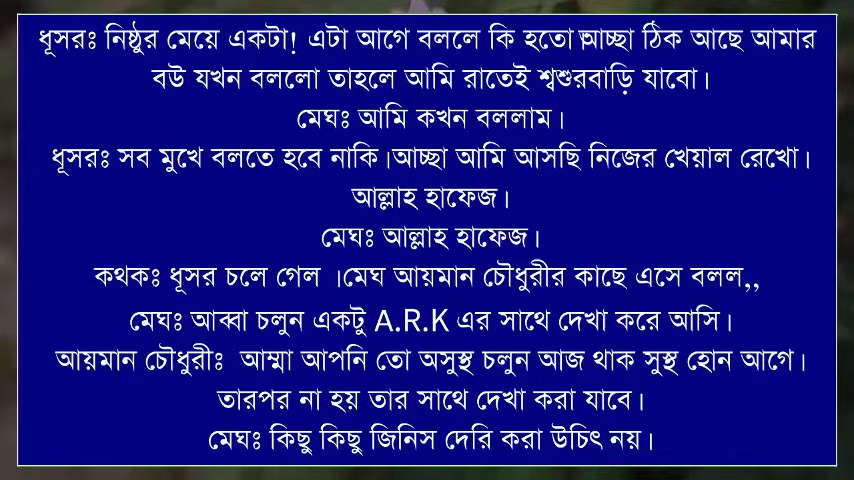 ধূসরঃ নিষ্ঠুর মেয়ে একটা! এটা আগে বললে কি হতো।আচ্ছা ঠিক আছে আমার
বউ যখন বললো তাহলে আমি রাতেই শ্বশুরবাড়ি যাবো।
মেঘঃ আমি কখন বললাম।
ধূসরঃ সব মুখে বলতে হবে নাকি।আচ্ছা আমি আসছি নিজের খেয়াল রেখো।
আল্লাহ হাফেজ।
মেঘঃ আল্লাহ হাফেজ।
কথকঃ ধূসর চলে গেল ।মেঘ আয়মান চৌধুরীর কাছে এসে বলল,,
মেঘঃ আব্বা চলুন একটু A.R.K এর সাথে দেখা করে আসি।
আয়মান চৌধুরীঃ আম্মা আপনি তো অসুস্থ চলুন আজ থাক সুস্থ হোন আগে।
তারপর না হয় তার সাথে দেখা করা যাবে।
মেঘঃ কিছু কিছু জিনিস দেরি করা উচিৎ নয়।